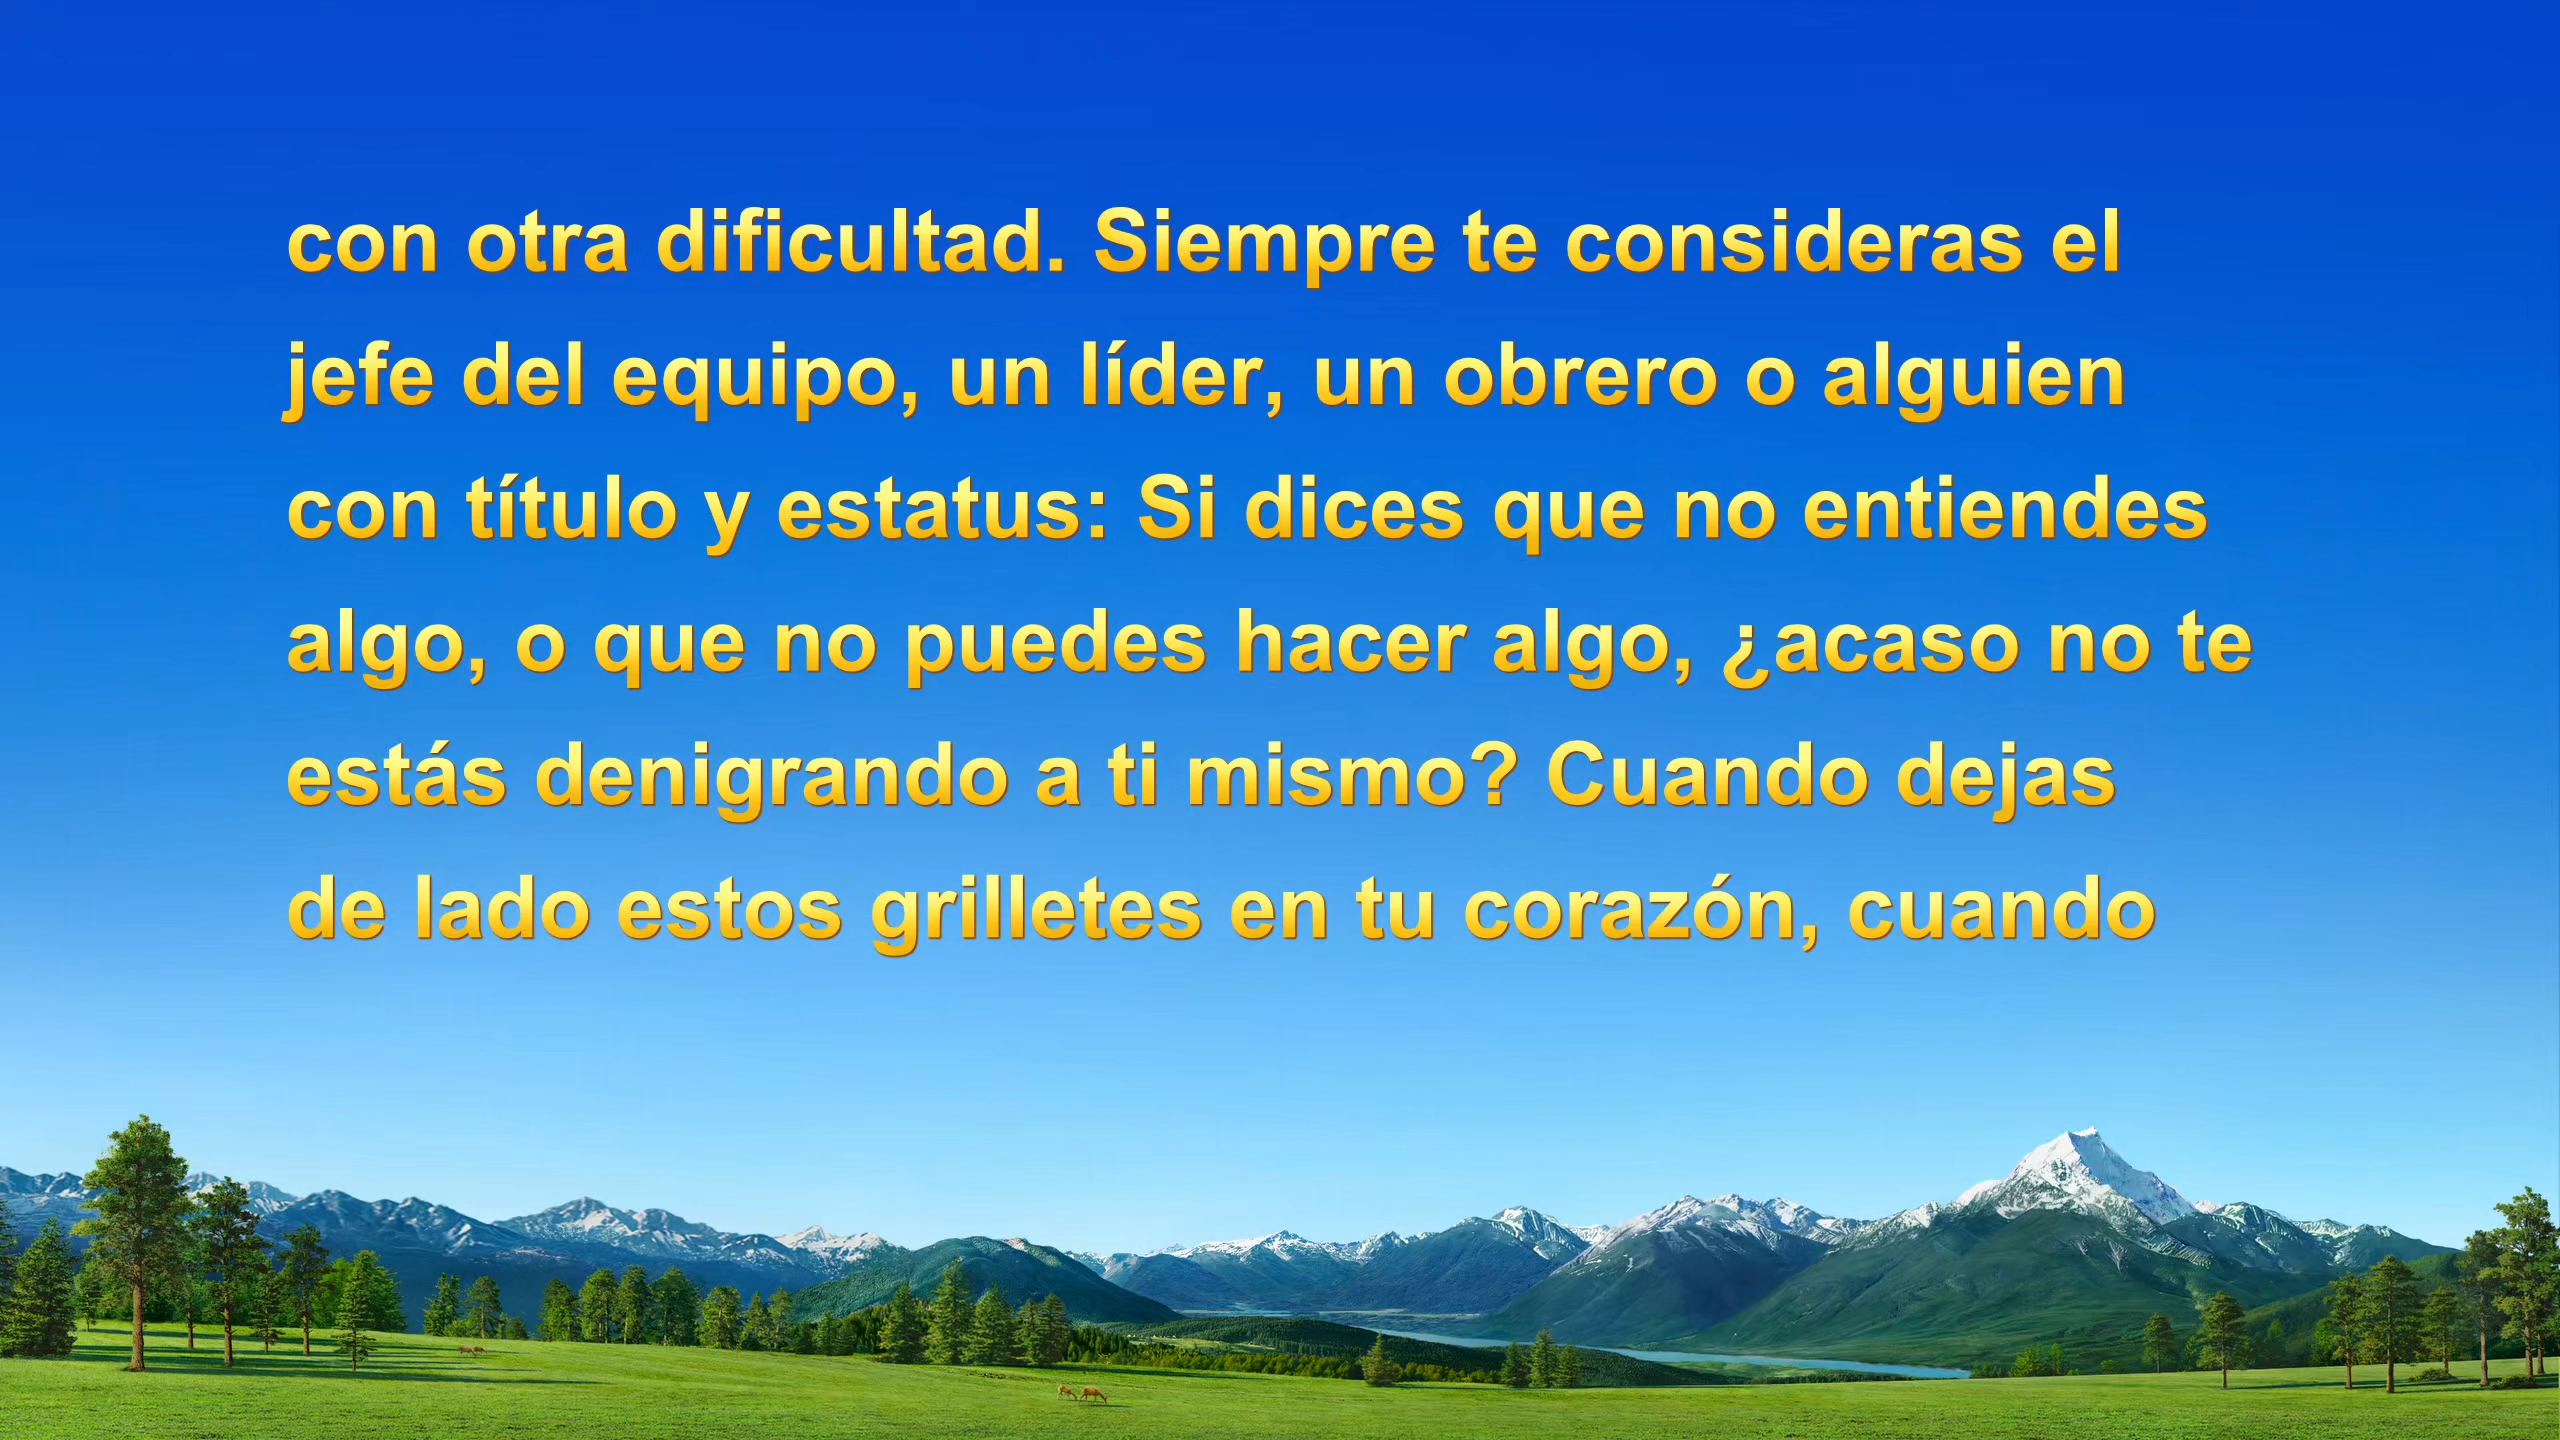 con otra dificultad. Siempre te consideras el
jefe del equipo, un líder, un obrero o alguien
con título y estatus: Si dices que no entiendes
algo, o que no puedes hacer algo, ¿acaso no te
estás denigrando a ti mismo? Cuando dejas
de lado estos grilletes en tu corazón, cuando